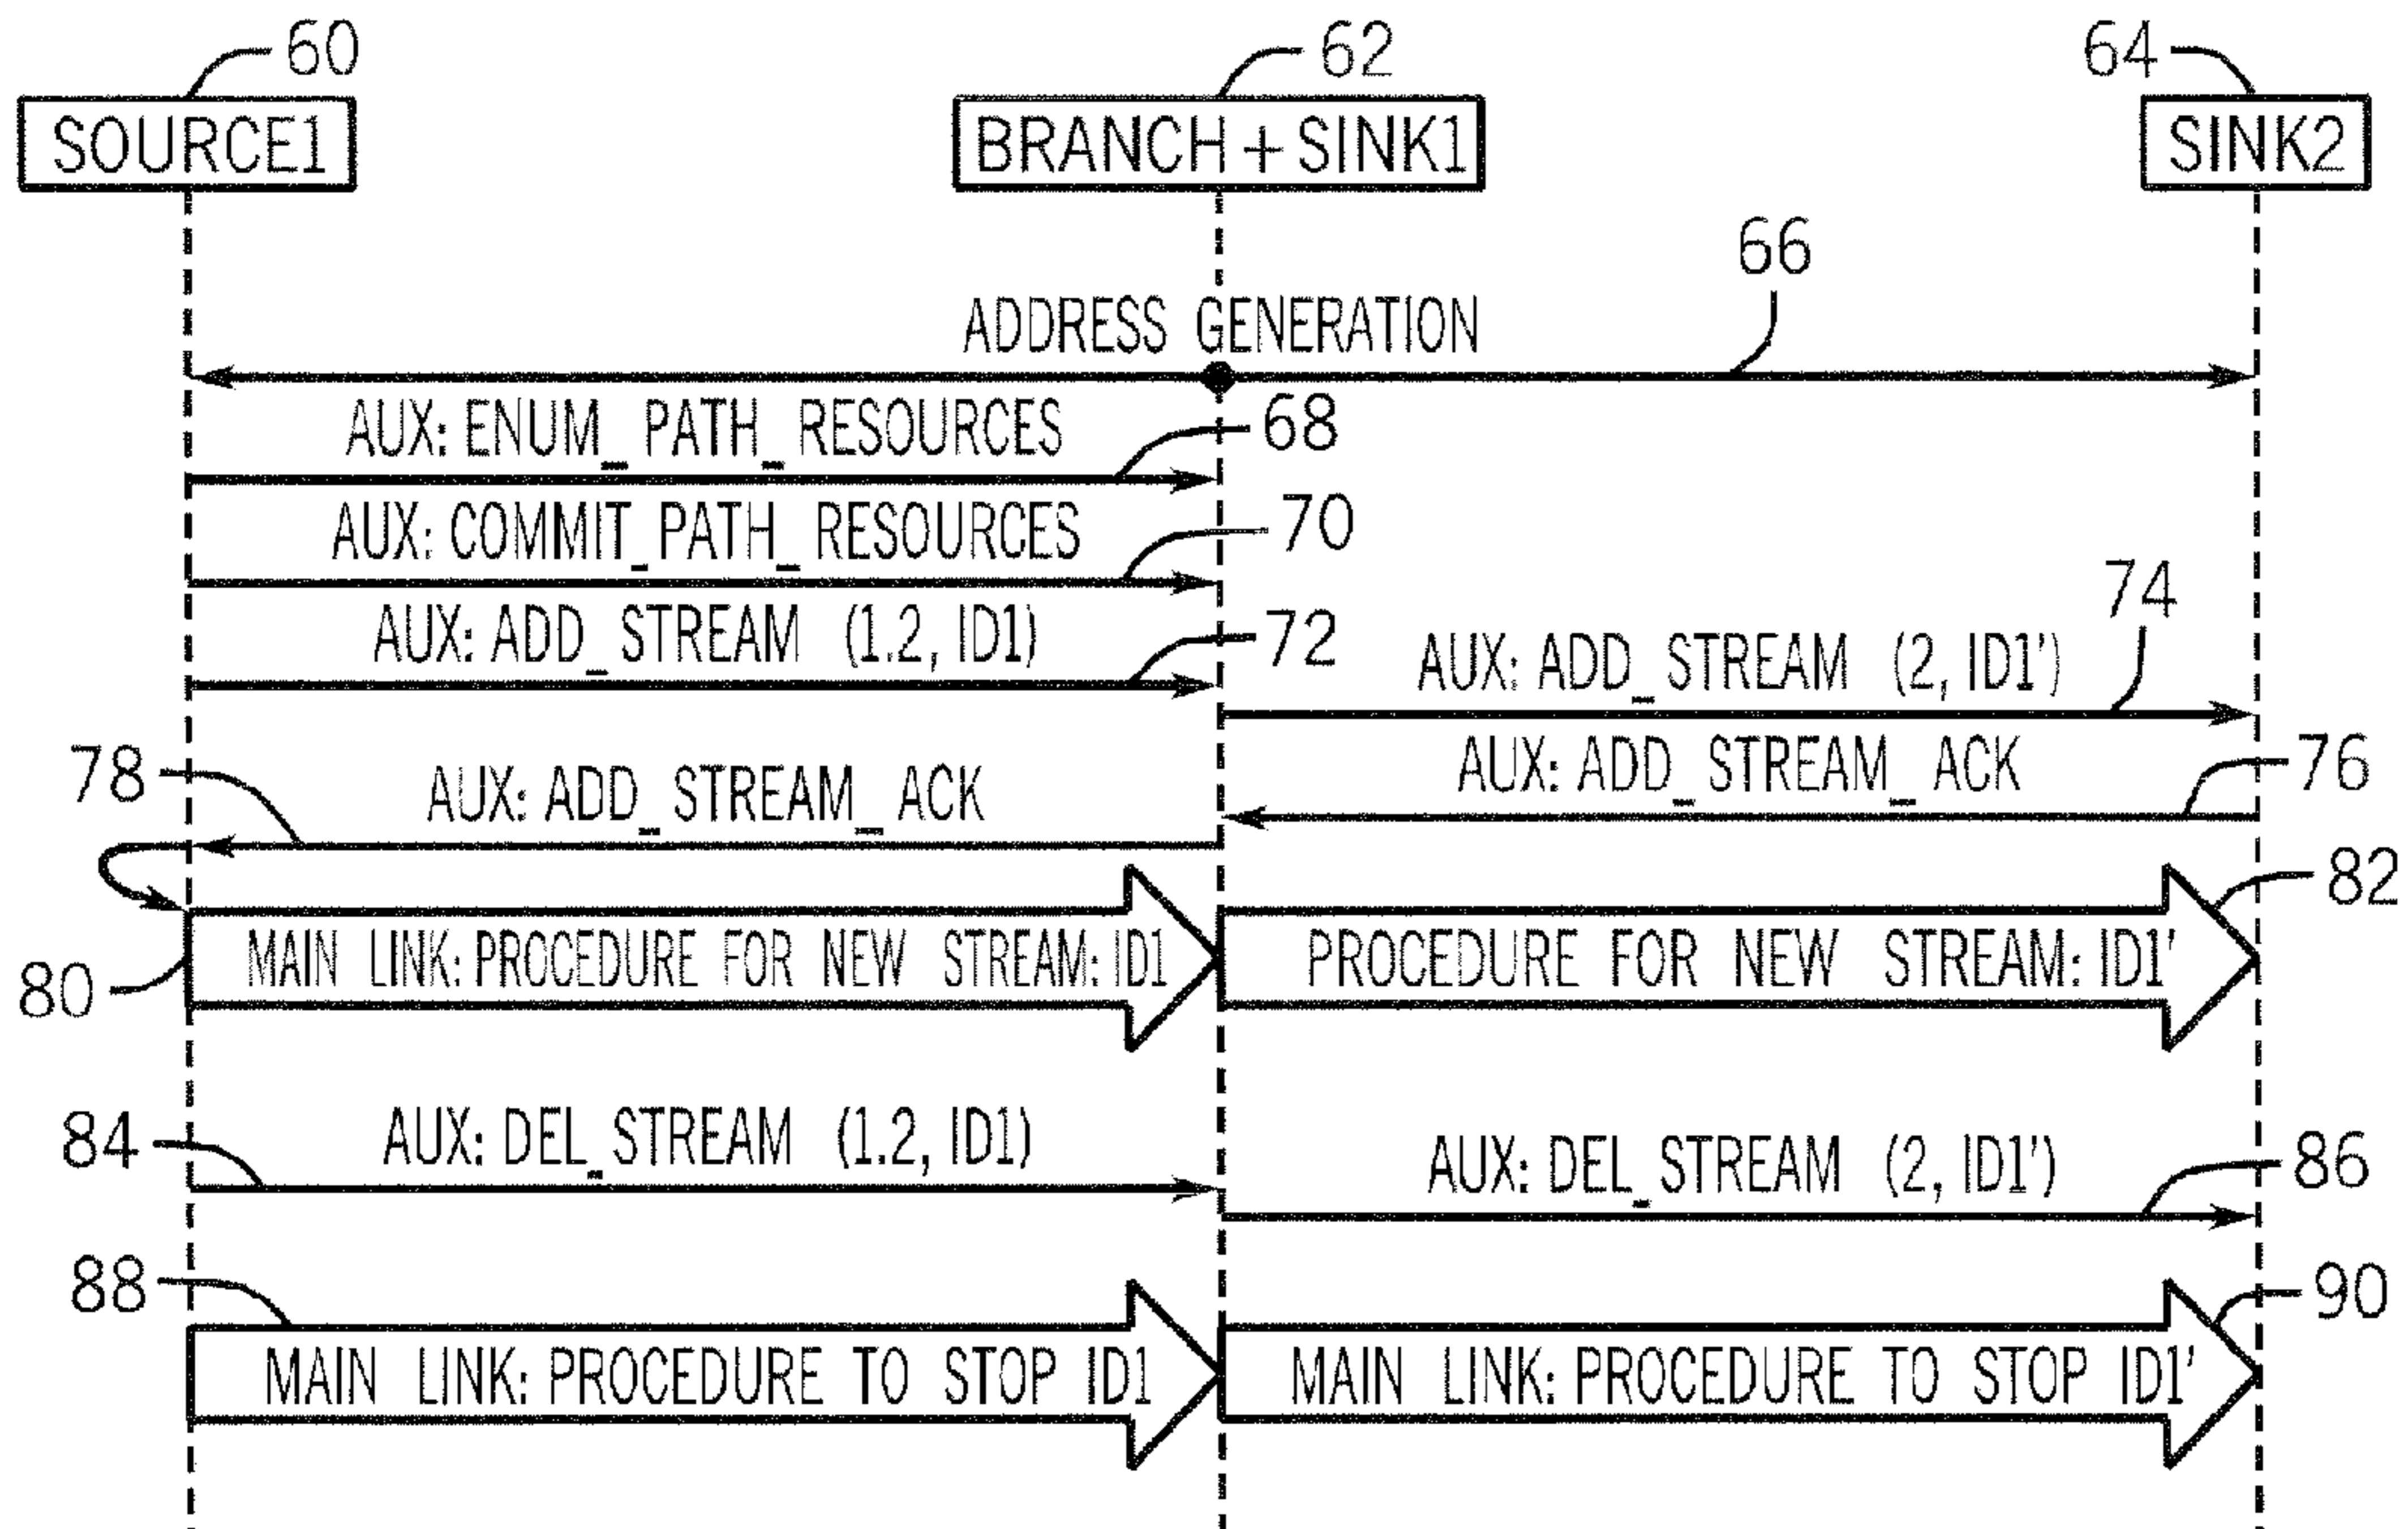 60
62
64
SOURCE1
BRANCH + SINK1
SINK2
66
ADDRESS GENERATION
AUX: ENUM_PATH_RESOURCES
68
AUX: COMMIT_PATH_RESOURCES
70
AUX: ADD_STREAM (1.2, ID1)
72
74
AUX: ADD_STREAM (2, ID1')
78
AUX: ADD_STREAM_ACK
AUX: ADD_STREAM_ACK
76
82
80
MAIN LINK: PROCEDURE FOR NEW STREAM: ID1
PROCEDURE FOR NEW STREAM: ID1'
84
AUX: DEL_STREAM (1.2, ID1)
AUX: DEL_STREAM (2, ID1')
86
88
90
MAIN LINK: PROCEDURE TO STOP ID1
MAIN LINK: PROCEDURE TO STOP ID1'